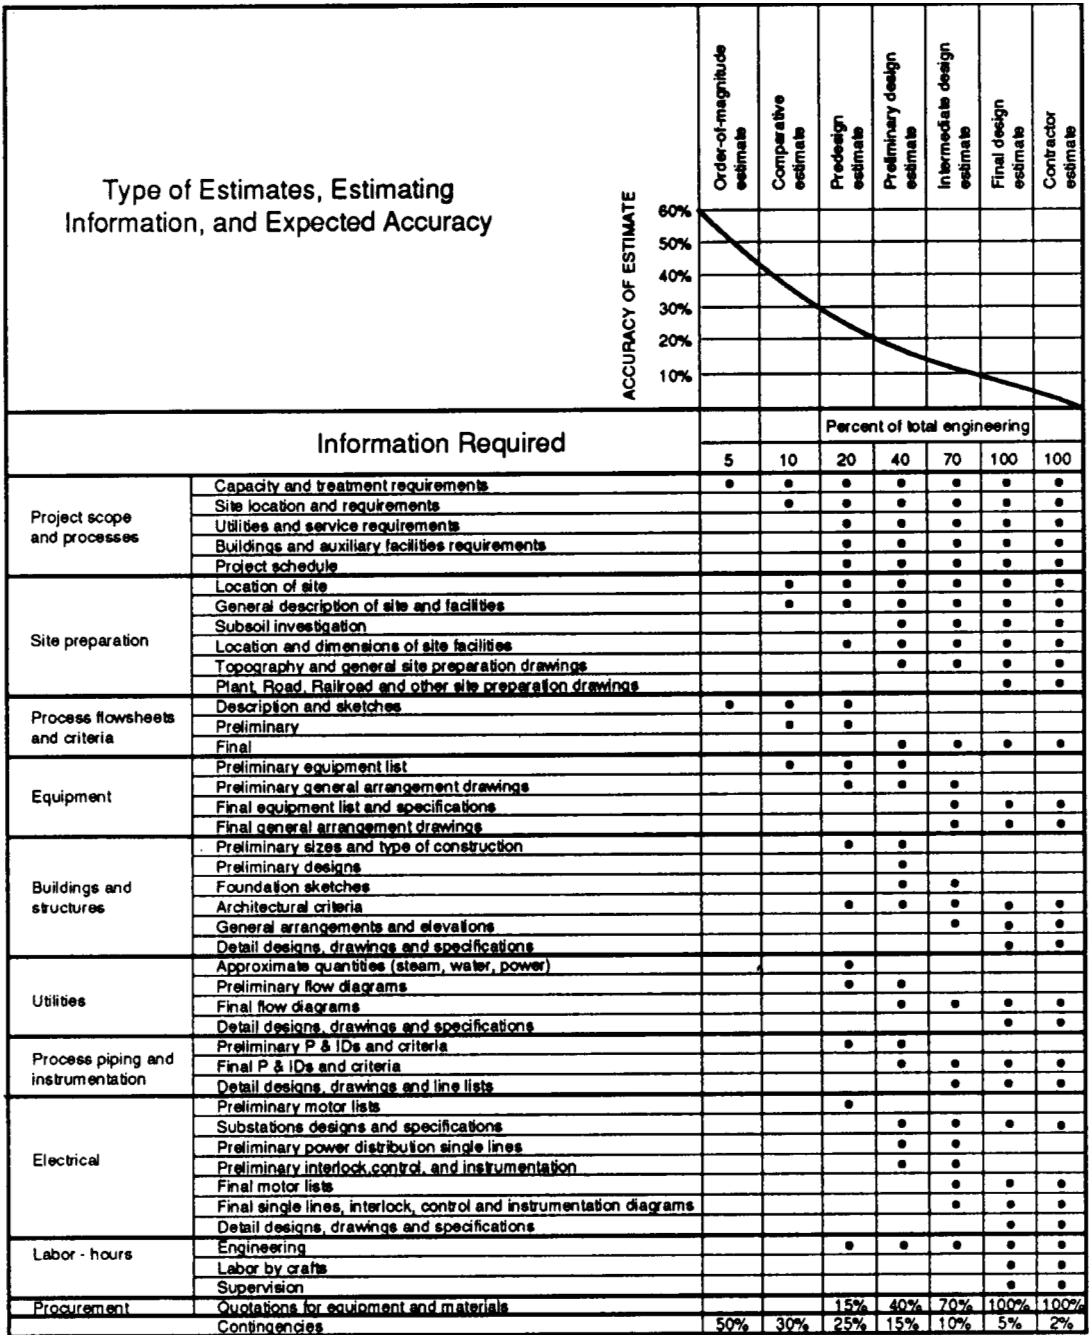 Order-of-magnitude
estimate
Comparative
estimate
Predesign
estimate
Preliminary design
estimate
Intermediate design
estimate
Final design
estimate
Contractor
estimate
Type of Estimates, Estimating
Information, and Expected Accuracy
ACCURACY OF ESTIMATE
60%
50%
40%
30%
20%
10%
Information Required
Percent of total engineering
5 10 20 40 70 100 100
Project scope
and processes
Capacity and treatment requirements
Site location and requirements
Utilities and service requirements
Buildings and auxiliary facilities requirements
Project schedule
Site preparation
Location of site
General description of site and facilities
Subsoil investigation
Location and dimensions of site facilities
Topography and general site preparation drawings
Plant, Road, Railroad and other site preparation drawings
Process flowsheets
and criteria
Description and sketches
Preliminary
Final
Equipment
Preliminary equipment list
Preliminary general arrangement drawings
Final equipment list and specifications
Final general arrangement drawings
Buildings and
structures
Preliminary sizes and type of construction
Preliminary designs
Foundation sketches
Architectural criteria
General arrangements and elevations
Detail designs, drawings and specifications
Utilities
Approximate quantities (steam, water, power)
Preliminary flow diagrams
Final flow diagrams
Detail designs, drawings and specifications
Process piping and
instrumentation
Preliminary P & IDs and criteria
Final P & IDs and criteria
Detail designs, drawings and line lists
Electrical
Preliminary motor lists
Substations designs and specifications
Preliminary power distribution single lines
Preliminary interlock,control, and instrumentation
Final motor lists
Final single lines, interlock, control and instrumentation diagrams
Detail designs, drawings and specifications
Labor - hours
Engineering
Labor by crafts
Supervision
Procurement Quotations for equipment and materials 15% 40% 70% 100% 100%
Contingencies 50% 30% 25% 15% 10% 5% 2%